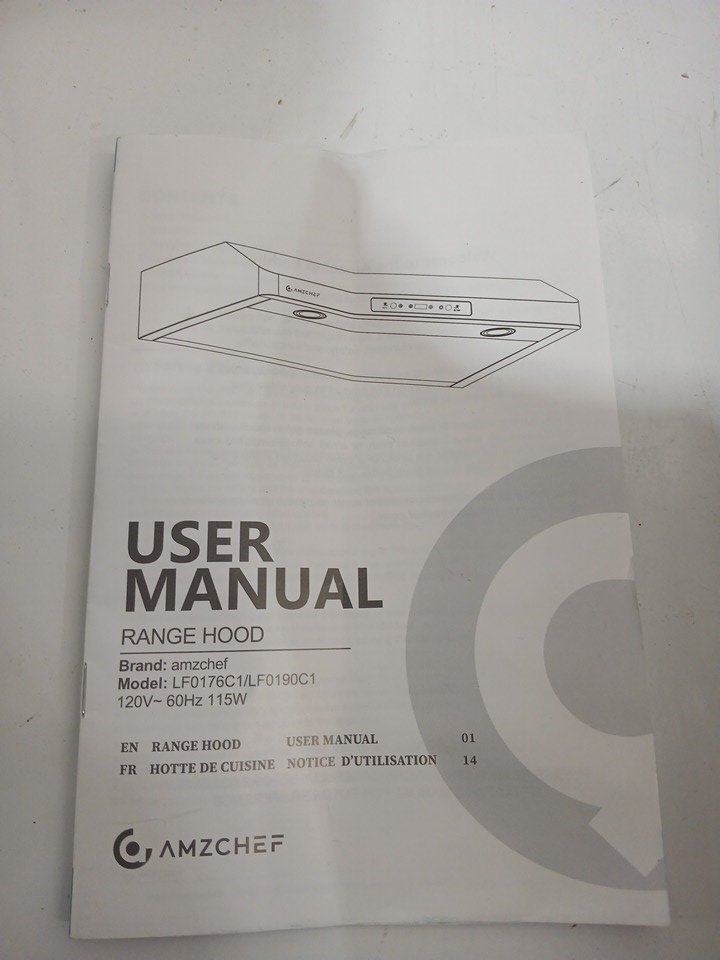 AMZCHEF
USER
MANUAL
RANGE HOOD
Brand: amzchef
Model: LF0176C1/LF0190C1
120V~ 60Hz 115W
EN RANGE HOOD USER MANUAL 01
FR HOTTE DE CUISINE NOTICE D'UTILISATION 14
AMZCHEF